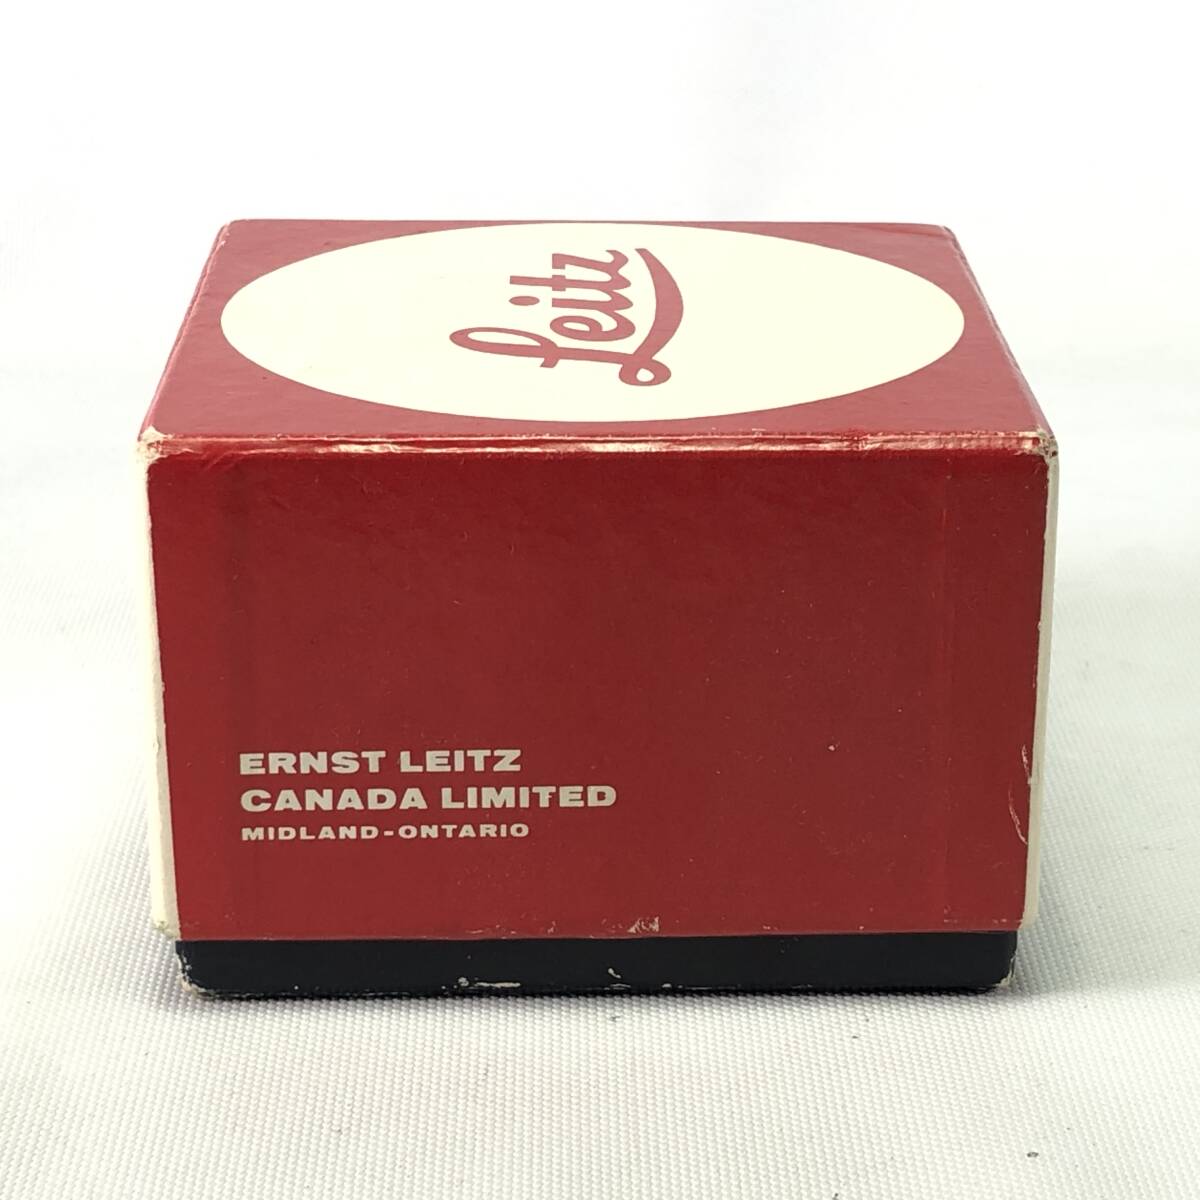 Leitz
ERNST LEITZ
CANADA LIMITED
MIDLAND-ONTARIO